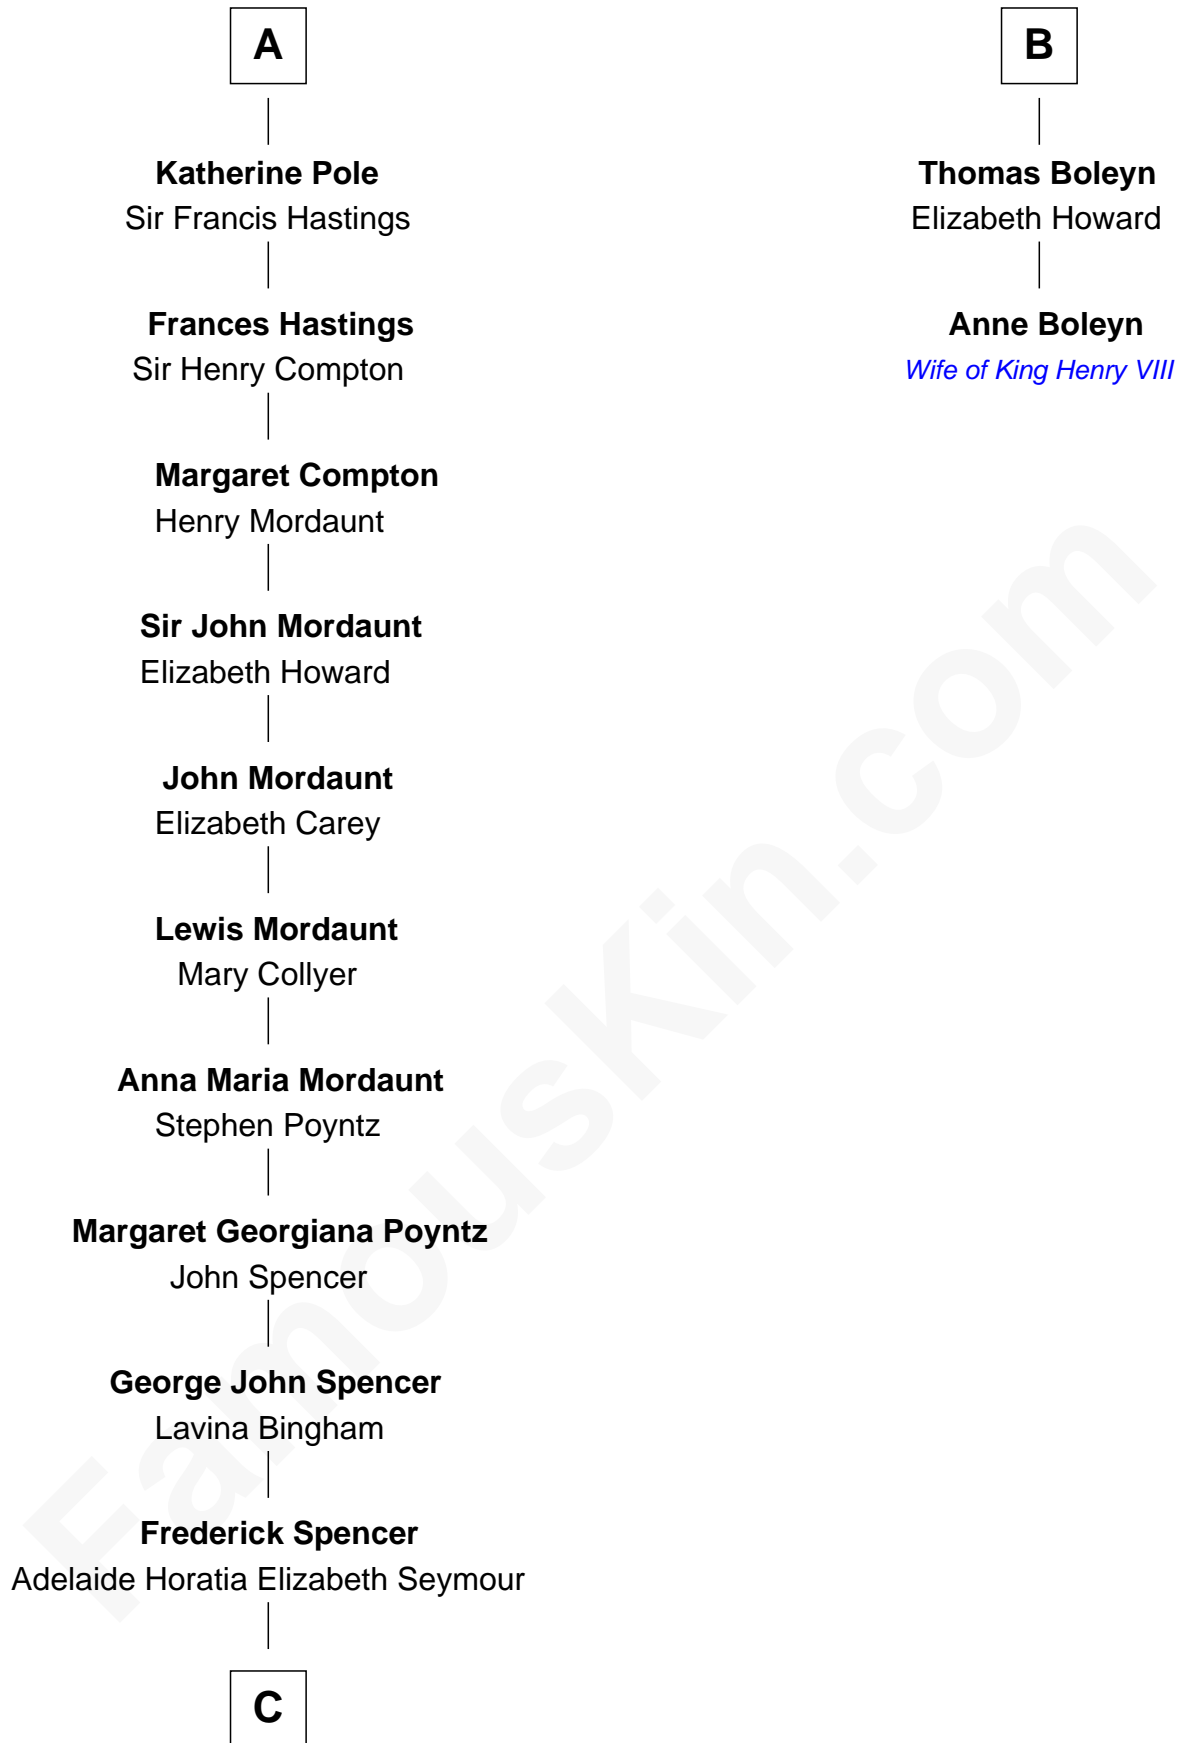 A
Katherine Pole
Sir Francis Hastings
Frances Hastings
Sir Henry Compton
Margaret Compton
Henry Mordaunt
Sir John Mordaunt
Elizabeth Howard
John Mordaunt
Elizabeth Carey
Lewis Mordaunt
Mary Collyer
Anna Maria Mordaunt
Stephen Poyntz
Margaret Georgiana Poyntz
John Spencer
George John Spencer
Lavina Bingham
Frederick Spencer
Adelaide Horatia Elizabeth Seymour
C
B
Thomas Boleyn
Elizabeth Howard
Anne Boleyn
Wife of King Henry VIII
FamousKin.com